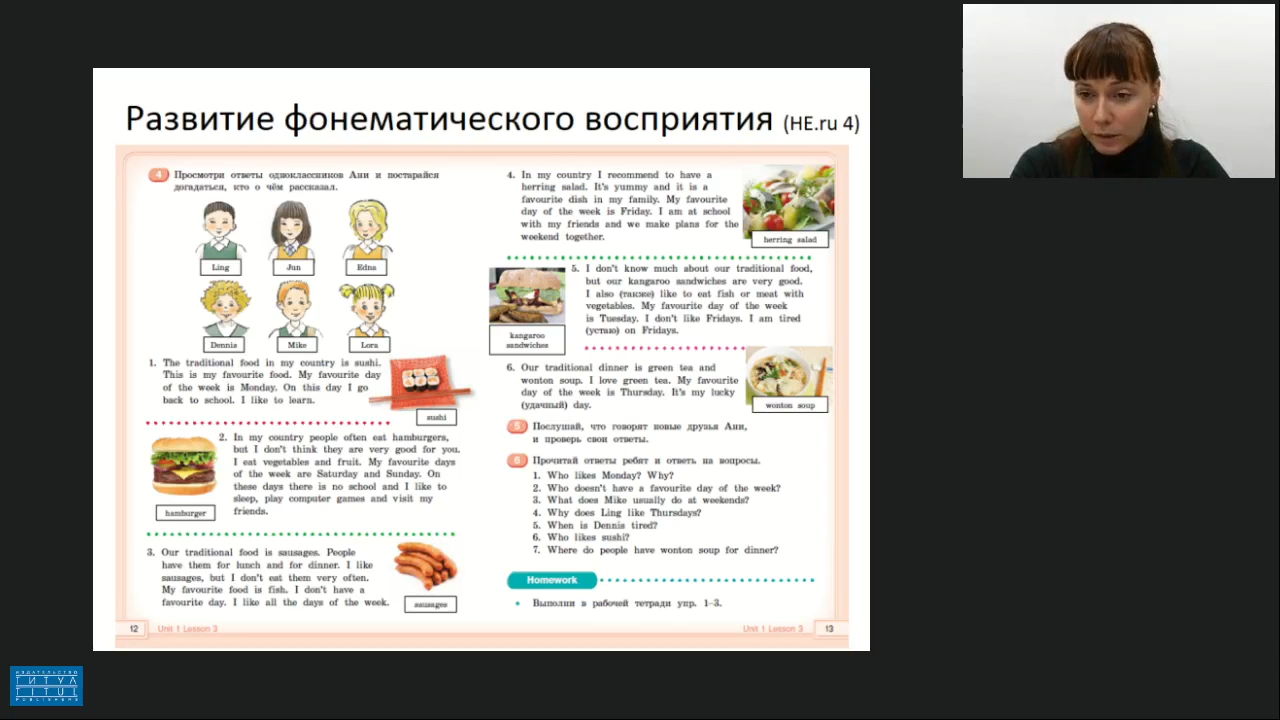 Развитие фонематического восприятия (HE.ru 4)
4 Просмотри ответы одноклассников Ани и постарайся
догадаться, кто о чём рассказал.
Ling
Jun
Edna
Dennis
Mike
Lora
1. The traditional food in my country is sushi.
This is my favourite food. My favourite day
of the week is Monday. On this day I go
back to school. I like to learn.
sushi
2. In my country people often eat hamburgers,
but I don't think they are very good for you.
I eat vegetables and fruit. My favourite days
of the week are Saturday and Sunday. On
these days there is no school and I like to
sleep, play computer games and visit my
friends.
hamburger
3. Our traditional food is sausages. People
have them for lunch and for dinner. I like
sausages, but I don't eat them very often.
My favourite food is fish. I don't have a
favourite day. I like all the days of the week.
sausages
12 Unit 1 Lesson 3
4. In my country I recommend to have a
herring salad. It's yummy and it is a
favourite dish in my family. My favourite
day of the week is Friday. I am at school
with my friends and we make plans for the
weekend together.
herring salad
5. I don't know much about our traditional food,
but our kangaroo sandwiches are very good.
I also (также) like to eat fish or meat with
vegetables. My favourite day of the week
is Tuesday. I don't like Fridays. I am tired
(устаю) on Fridays.
kangaroo
sandwiches
6. Our traditional dinner is green tea and
wonton soup. I love green tea. My favourite
day of the week is Thursday. It's my lucky
(удачный) day.
wonton soup
5 Послушай, что говорят новые друзья Ани,
и проверь свои ответы.
6 Прочитай ответы ребят и ответь на вопросы.
1. Who likes Monday? Why?
2. Who doesn't have a favourite day of the week?
3. What does Mike usually do at weekends?
4. Why does Ling like Thursdays?
5. When is Dennis tired?
6. Who likes sushi?
7. Where do people have wonton soup for dinner?
Homework
• Выполни в рабочей тетради упр. 1–3.
Unit 1 Lesson 3 13
ИЗДАТЕЛЬСТВО
ТИТУЛ
TITUL
PUBLISHERS